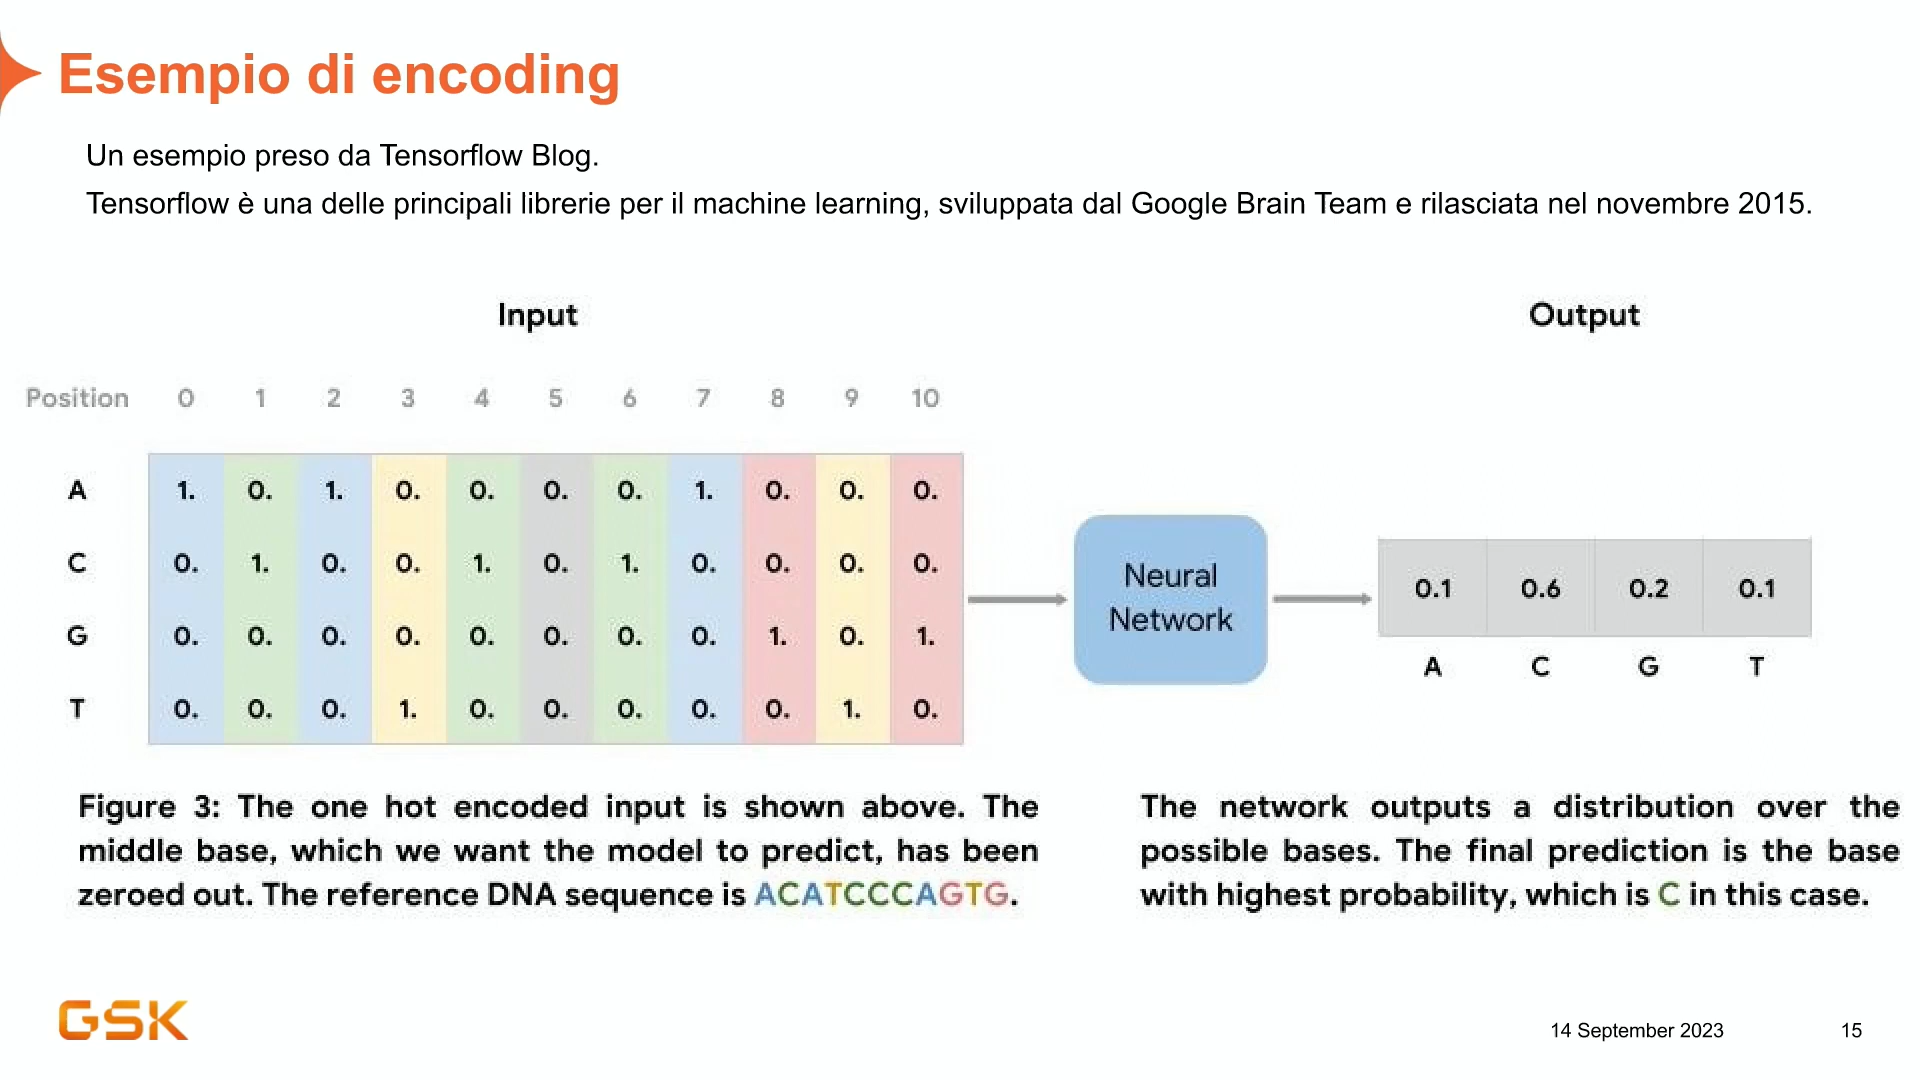 Esempio di encoding
Un esempio preso da Tensorflow Blog.
Tensorflow è una delle principali librerie per il machine learning, sviluppata dal Google Brain Team e rilasciata nel novembre 2015.
Input
Position 0 1 2 3 4 5 6 7 8 9 10
A 1. 0. 1. 0. 0. 0. 0. 1. 0. 0. 0.
C 0. 1. 0. 0. 1. 0. 1. 0. 0. 0. 0.
G 0. 0. 0. 0. 0. 0. 0. 0. 1. 0. 1.
T 0. 0. 0. 1. 0. 0. 0. 0. 0. 1. 0.
Neural
Network
Output
0.1 0.6 0.2 0.1
A C G T
Figure 3: The one hot encoded input is shown above. The
middle base, which we want the model to predict, has been
zeroed out. The reference DNA sequence is ACATCCCAGTG.
The network outputs a distribution over the
possible bases. The final prediction is the base
with highest probability, which is C in this case.
GSK
14 September 2023
15